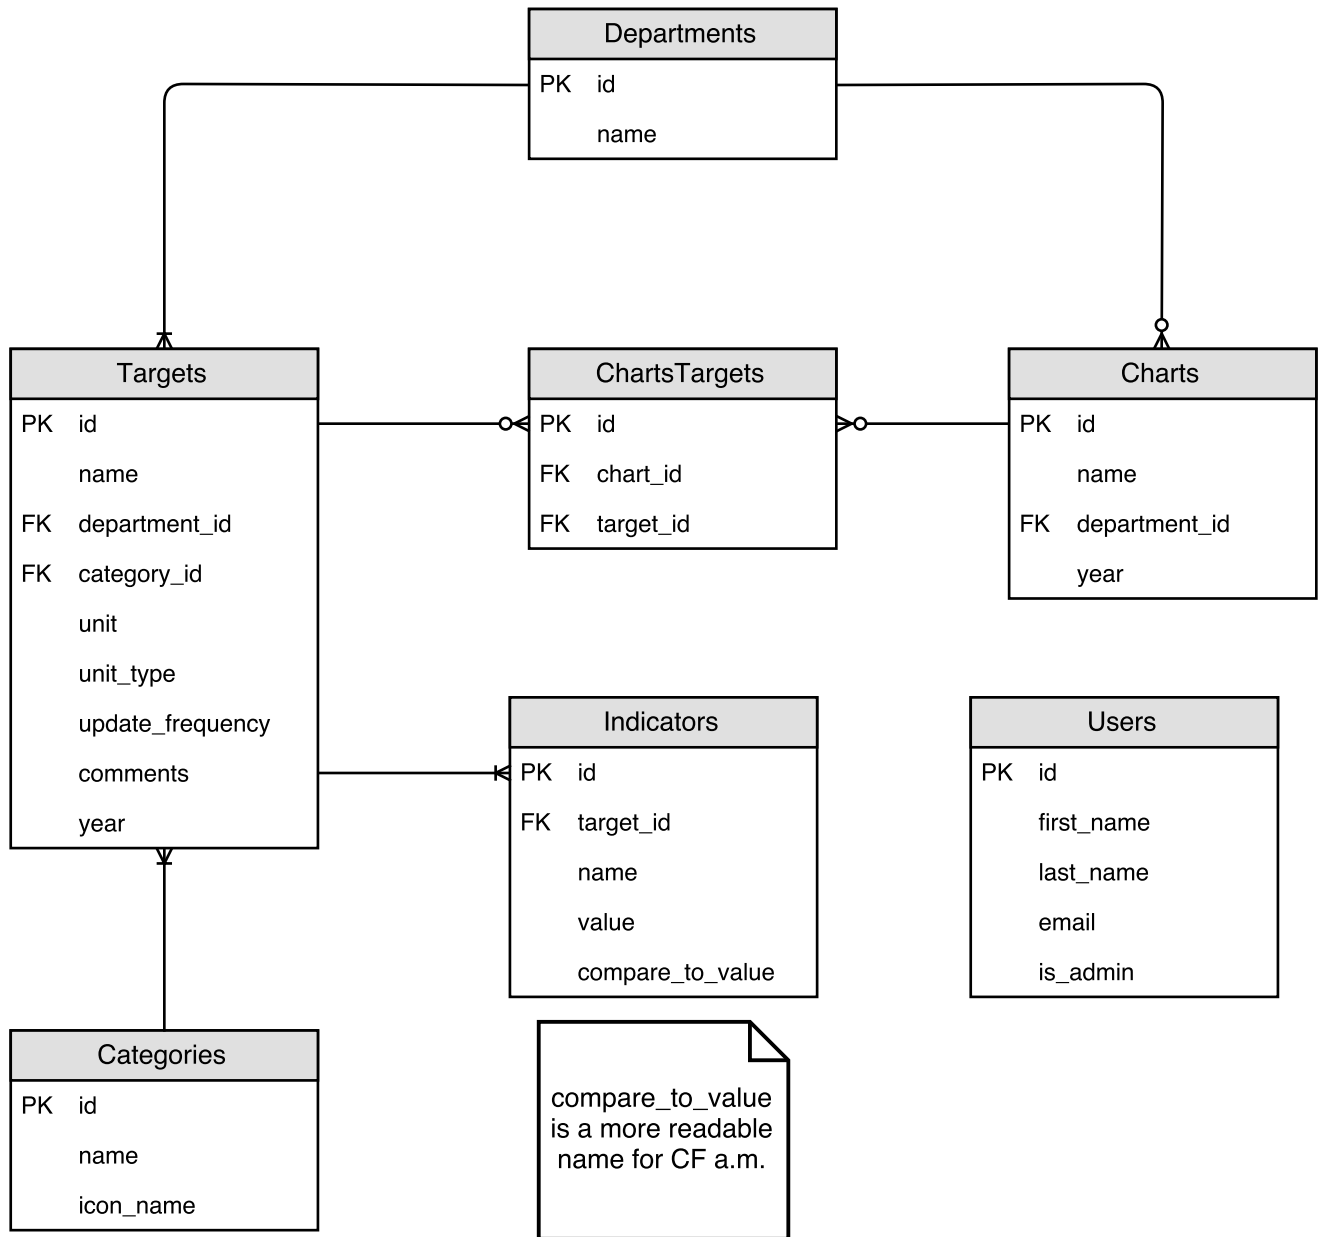 Departments
PK id
name
Targets
PK id
name
FK department_id
FK category_id
unit
unit_type
update_frequency
comments
year
ChartsTargets
PK id
FK chart_id
FK target_id
Charts
PK id
name
FK department_id
year
Indicators
PK id
FK target_id
name
value
compare_to_value
Users
PK id
first_name
last_name
email
is_admin
Categories
PK id
name
icon_name
compare_to_value
is a more readable
name for CF a.m.